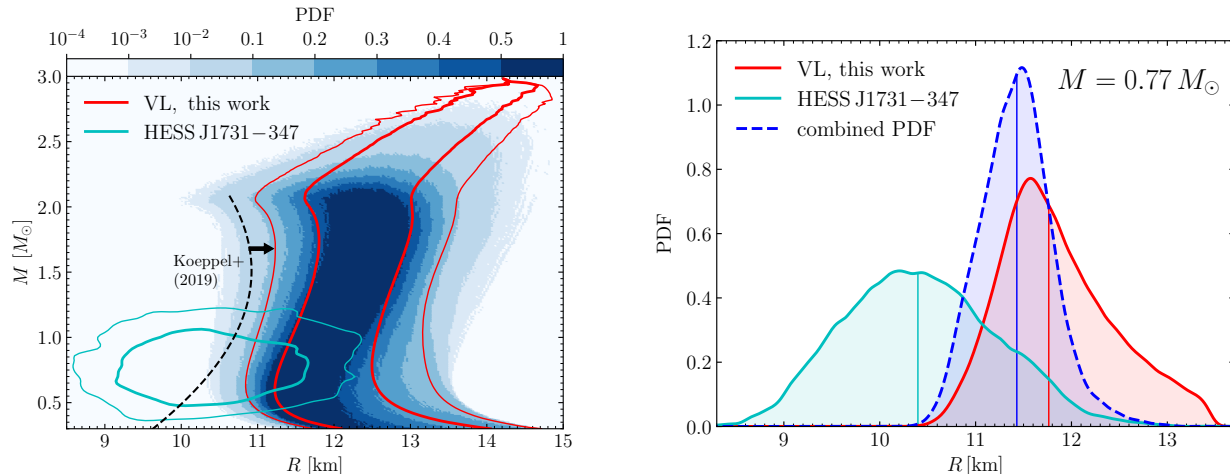 PDF
10⁻⁴ 10⁻³ 10⁻² 0.1 0.2 0.3 0.4 0.5 1
3.0
2.5
2.0
1.5
1.0
0.5
M [M⊙]
VL, this work
HESS J1731−347
Koeppel+
(2019)
9 10 11 12 13 14 15
R [km]
1.2
1.0
0.8
0.6
0.4
0.2
0.0
PDF
VL, this work
HESS J1731−347
combined PDF
M = 0.77 M⊙
9 10 11 12 13
R [km]